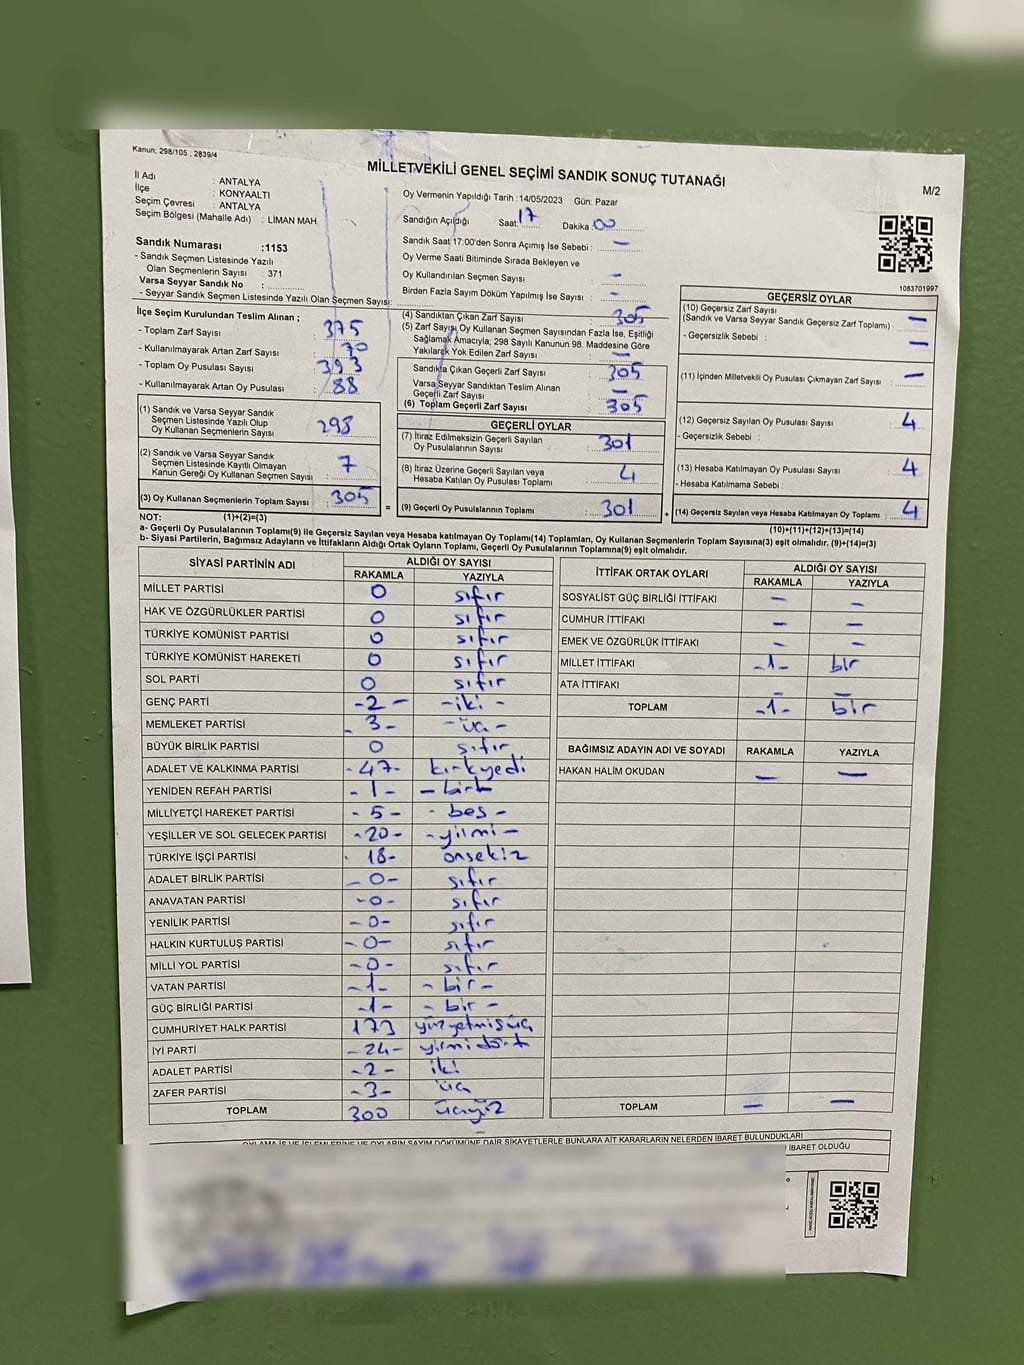 Kanun; 298/105 , 2839/4
MİLLETVEKİLİ GENEL SEÇİMİ SANDIK SONUÇ TUTANAĞI
M/2
İl Adı : ANTALYA
İlçe : KONYAALTI
Seçim Çevresi : ANTALYA
Seçim Bölgesi (Mahalle Adı) : LİMAN MAH.
Oy Vermenin Yapıldığı Tarih :14/05/2023 Gün: Pazar
Sandığın Açıldığı Saat: 17 Dakika: 00
Sandık Numarası :1153
- Sandık Seçmen Listesinde Yazılı
Olan Seçmenlerin Sayısı : 371
Varsa Seyyar Sandık No :
- Seyyar Sandık Seçmen Listesinde Yazılı Olan Seçmen Sayısı:
Sandık Saat 17:00'den Sonra Açımış İse Sebebi : –
Oy Verme Saati Bitiminde Sırada Bekleyen ve
Oy Kullandırılan Seçmen Sayısı : –
Birden Fazla Sayım Döküm Yapılmış İse Sayısı : –
1083701997
İlçe Seçim Kurulundan Teslim Alınan ;
- Toplam Zarf Sayısı : 375
- Kullanılmayarak Artan Zarf Sayısı : 70
- Toplam Oy Pusulası Sayısı : 393
- Kullanılmayarak Artan Oy Pusulası : 88
(1) Sandık ve Varsa Seyyar Sandık
Seçmen Listesinde Yazılı Olup
Oy Kullanan Seçmenlerin Sayısı : 298
(2) Sandık ve Varsa Seyyar Sandık
Seçmen Listesinde Kayıtlı Olmayan
Kanun Gereği Oy Kullanan Seçmen Sayısı : 7
(3) Oy Kullanan Seçmenlerin Toplam Sayısı : 305
(1)+(2)=(3)
(4) Sandıktan Çıkan Zarf Sayısı : 305
(5) Zarf Sayısı Oy Kullanan Seçmen Sayısından Fazla İse, Eşitliği
Sağlamak Amacıyla; 298 Sayılı Kanunun 98. Maddesine Göre
Yakılarak Yok Edilen Zarf Sayısı : –
Sandıkta Çıkan Geçerli Zarf Sayısı : 305
Varsa Seyyar Sandıktan Teslim Alınan
Geçerli Zarf Sayısı : –
(6) Toplam Geçerli Zarf Sayısı : 305
GEÇERLİ OYLAR
(7) İtiraz Edilmeksizin Geçerli Sayılan
Oy Pusulalarının Sayısı : 301
(8) İtiraz Üzerine Geçerli Sayılan veya
Hesaba Katılan Oy Pusulası Toplamı : 4
= (9) Geçerli Oy Pusulalarının Toplamı : 301
GEÇERSİZ OYLAR
(10) Geçersiz Zarf Sayısı
(Sandık ve Varsa Seyyar Sandık Geçersiz Zarf Toplamı) : –
- Geçersizlik Sebebi : –
(11) İçinden Milletvekili Oy Pusulası Çıkmayan Zarf Sayısı : –
(12) Geçersiz Sayılan Oy Pusulası Sayısı : 4
- Geçersizlik Sebebi :
(13) Hesaba Katılmayan Oy Pusulası Sayısı : 4
- Hesaba Katılmama Sebebi :
+ (14) Geçersiz Sayılan veya Hesaba Katılmayan Oy Toplamı : 4
(10)+(11)+(12)+(13)=(14)
NOT:
a- Geçerli Oy Pusulalarının Toplamı(9) ile Geçersiz Sayılan veya Hesaba katılmayan Oy Toplamı(14) Toplamları, Oy Kullanan Seçmenlerin Toplam Sayısına(3) eşit olmalıdır. (9)+(14)=(3)
b- Siyasi Partilerin, Bağımsız Adayların ve İttifakların Aldığı Ortak Oyların Toplamı, Geçerli Oy Pusulalarının Toplamına(9) eşit olmalıdır.
SİYASİ PARTİNİN ADI ALDIĞI OY SAYISI
RAKAMLA YAZIYLA
MİLLET PARTİSİ 0 sıfır
HAK VE ÖZGÜRLÜKLER PARTİSİ 0 sıfır
TÜRKİYE KOMÜNİST PARTİSİ 0 sıfır
TÜRKİYE KOMÜNİST HAREKETİ 0 sıfır
SOL PARTİ 0 sıfır
GENÇ PARTİ -2- -iki-
MEMLEKET PARTİSİ -3- -üç-
BÜYÜK BİRLİK PARTİSİ 0 sıfır
ADALET VE KALKINMA PARTİSİ -47- kırkyedi
YENİDEN REFAH PARTİSİ -1- -bir-
MİLLİYETÇİ HAREKET PARTİSİ -5- -beş-
YEŞİLLER VE SOL GELECEK PARTİSİ -20- -yilmi-
TÜRKİYE İŞÇİ PARTİSİ 18- onsekiz
ADALET BİRLİK PARTİSİ -0- sıfır
ANAVATAN PARTİSİ -0- sıfır
YENİLİK PARTİSİ -0- sıfır
HALKIN KURTULUŞ PARTİSİ -0- sıfır
MİLLİ YOL PARTİSİ -0- sıfır
VATAN PARTİSİ -1- -bir-
GÜÇ BİRLİĞİ PARTİSİ -1- -bir-
CUMHURİYET HALK PARTİSİ 173 yüzyetmişüç
İYİ PARTİ -24- yilmidört
ADALET PARTİSİ -2- iki
ZAFER PARTİSİ -3- üç
TOPLAM 300 üçyüz
İTTİFAK ORTAK OYLARI ALDIĞI OY SAYISI
RAKAMLA YAZIYLA
SOSYALİST GÜÇ BİRLİĞİ İTTİFAKI – –
CUMHUR İTTİFAKI – –
EMEK VE ÖZGÜRLÜK İTTİFAKI – –
MİLLET İTTİFAKI -1- bir
ATA İTTİFAKI – –
TOPLAM -1- bir
BAĞIMSIZ ADAYIN ADI VE SOYADI RAKAMLA YAZIYLA
HAKAN HALİM OKUDAN – –
TOPLAM – –
OYLAMA İŞ VE İŞLEMLERİNE VE OYLARIN SAYIM DÖKÜMÜNE DAİR ŞİKAYETLERLE BUNLARA AİT KARARLARIN NELERDEN İBARET BULUNDUKLARI
İBARET OLDUĞU